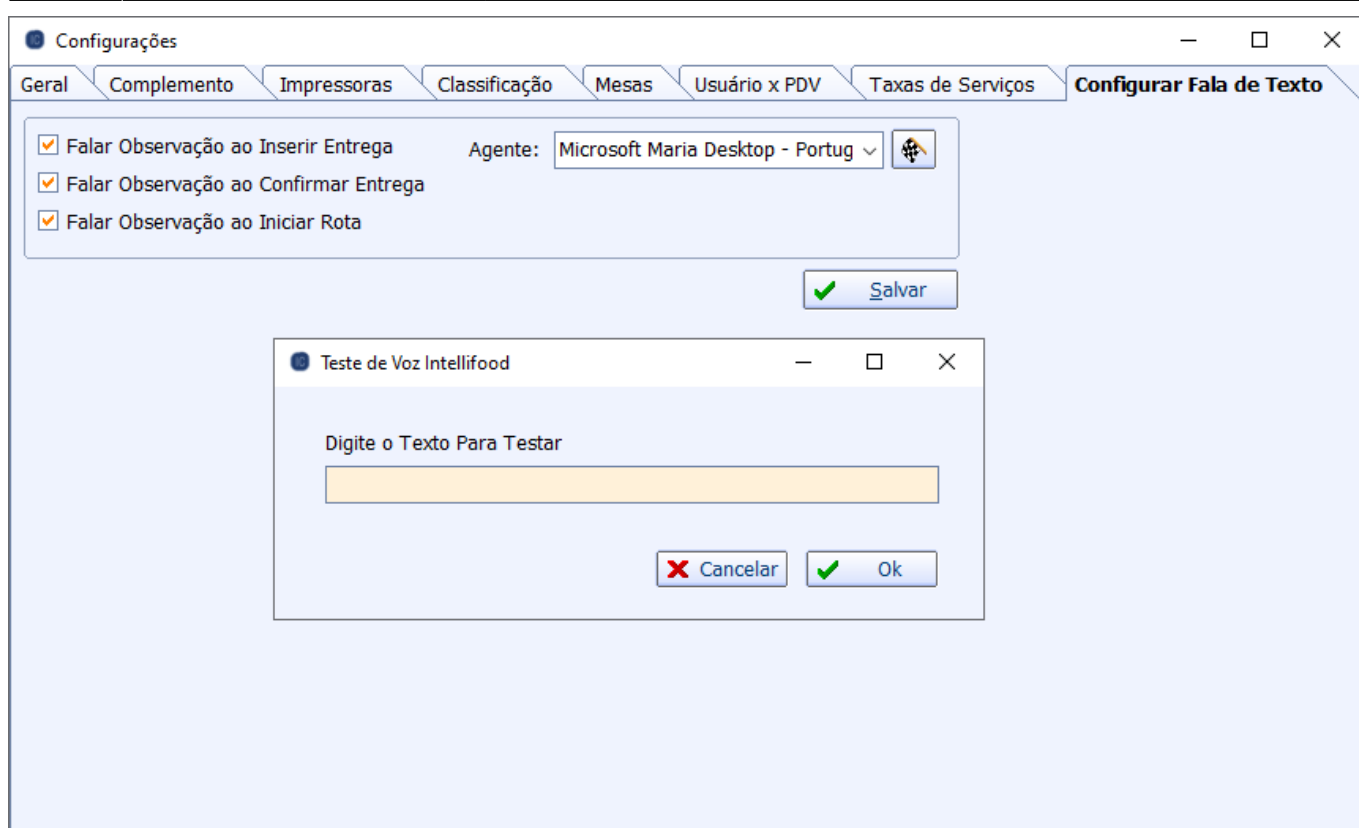 Configurações
Geral Complemento Impressoras Classificação Mesas Usuário x PDV Taxas de Serviços Configurar Fala de Texto
Falar Observação ao Inserir Entrega Agente: Microsoft Maria Desktop - Portug
Falar Observação ao Confirmar Entrega
Falar Observação ao Iniciar Rota
Salvar
Teste de Voz Intellifood
Digite o Texto Para Testar
Cancelar Ok